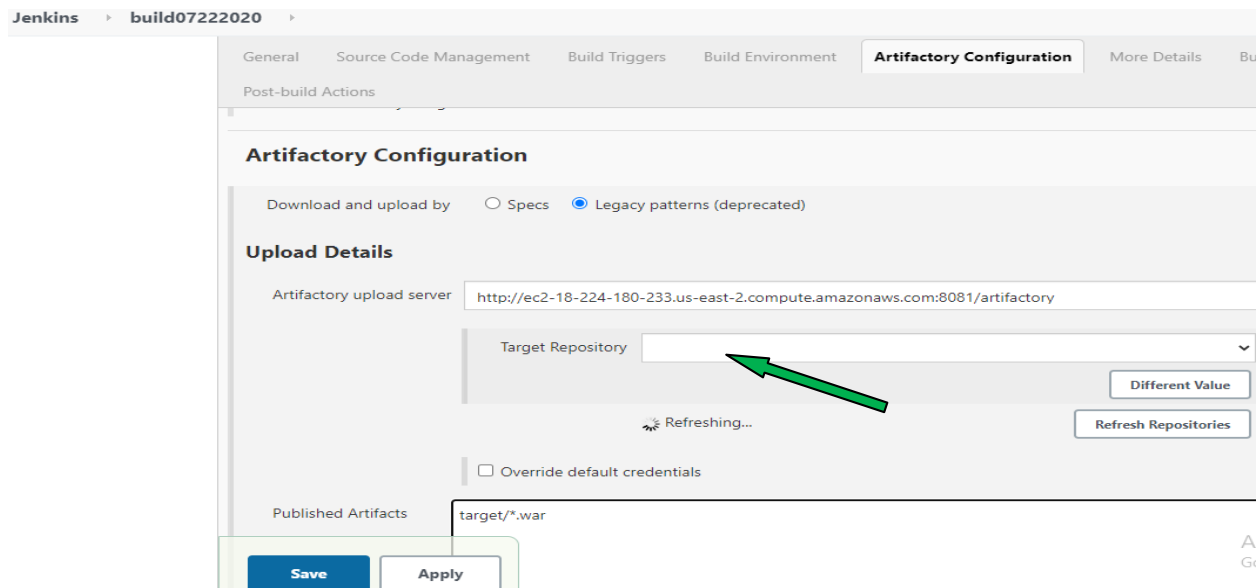 Jenkins build07222020
General Source Code Management Build Triggers Build Environment Artifactory Configuration More Details Bu
Post-build Actions
Artifactory Configuration
Download and upload by Specs Legacy patterns (deprecated)
Upload Details
Artifactory upload server http://ec2-18-224-180-233.us-east-2.compute.amazonaws.com:8081/artifactory
Target Repository
Different Value
Refreshing... Refresh Repositories
Override default credentials
Published Artifacts target/*.war
A
Go
Save Apply